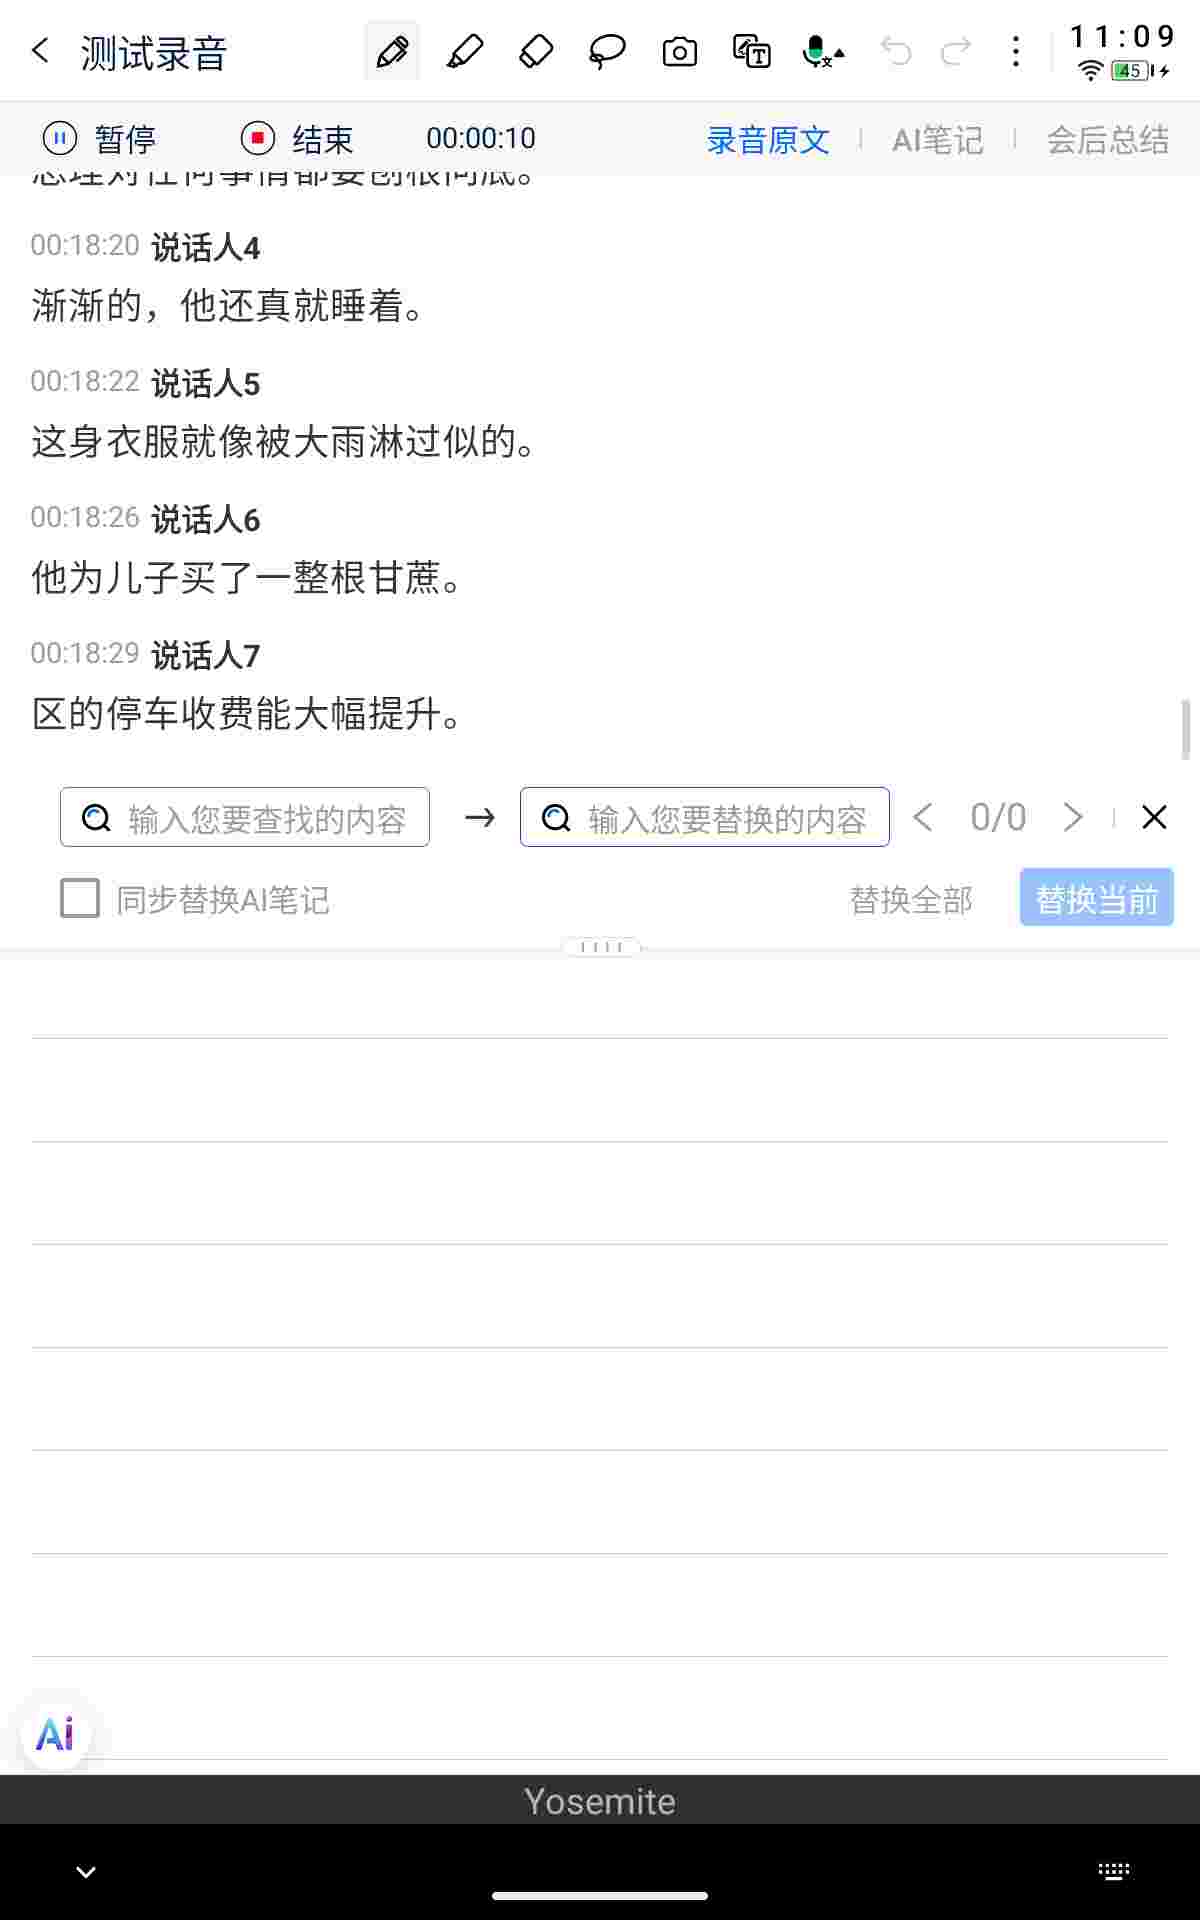 测试录音
11:09
45
暂停 结束 00:00:10 录音原文 AI笔记 会后总结
00:18:20 说话人4
渐渐的，他还真就睡着。
00:18:22 说话人5
这身衣服就像被大雨淋过似的。
00:18:26 说话人6
他为儿子买了一整根甘蔗。
00:18:29 说话人7
区的停车收费能大幅提升。
输入您要查找的内容 → 输入您要替换的内容 0/0
同步替换AI笔记 替换全部 替换当前
Ai
Yosemite